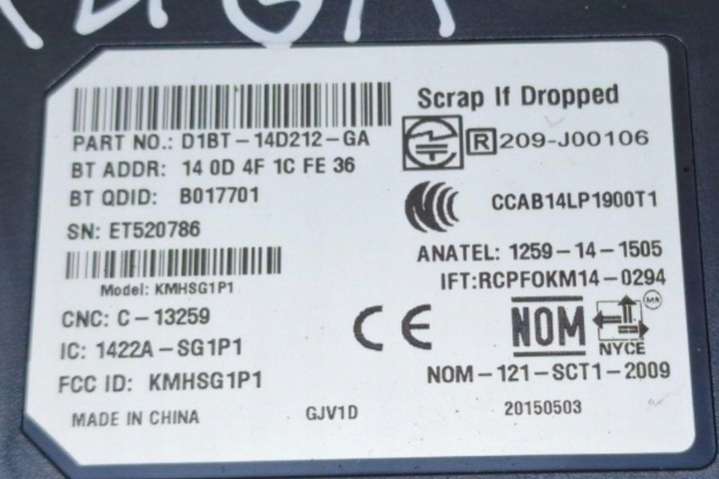 GA
Scrap If Dropped
PART NO.: D1BT-14D212-GA
R 209-J00106
BT ADDR: 14 0D 4F 1C FE 36
BT QDID: B017701
CCAB14LP1900T1
SN: ET520786
ANATEL: 1259-14-1505
IFT:RCPFOKM14-0294
Model: KMHSG1P1
CNC: C-13259
CE NOM NYCE
IC: 1422A-SG1P1
FCC ID: KMHSG1P1
NOM-121-SCT1-2009
MADE IN CHINA GJV1D 20150503